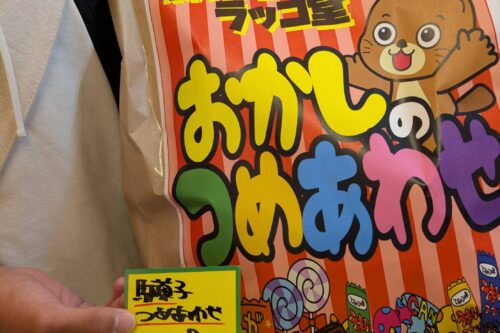 ラッコ堂
おかしの
つめあわせ
駄菓子
つめあわせ